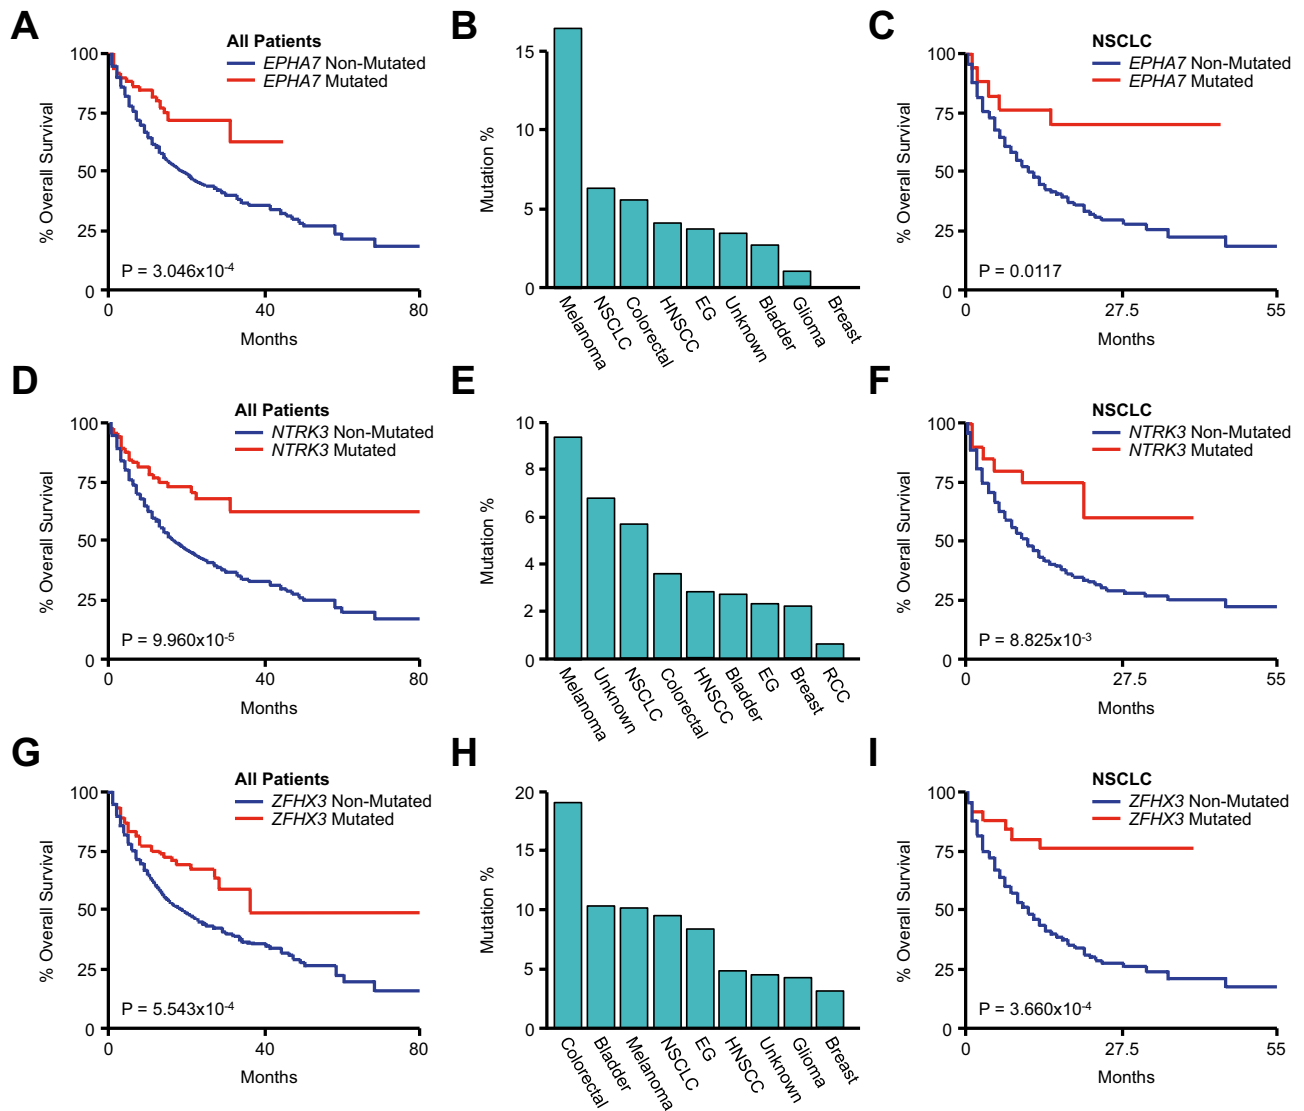 A
All Patients
EPHA7 Non-Mutated
EPHA7 Mutated
100
75
50
25
0
% Overall Survival
P = 3.046x10-4
0 40 80
Months
B
15
10
5
0
Mutation %
Melanoma
NSCLC
Colorectal
HNSCC
EG
Unknown
Bladder
Glioma
Breast
C
NSCLC
EPHA7 Non-Mutated
EPHA7 Mutated
100
75
50
25
0
% Overall Survival
P = 0.0117
0 27.5 55
Months
D
All Patients
NTRK3 Non-Mutated
NTRK3 Mutated
100
75
50
25
0
% Overall Survival
P = 9.960x10-5
0 40 80
Months
E
10
8
6
4
2
0
Mutation %
Melanoma
Unknown
NSCLC
Colorectal
HNSCC
Bladder
EG
Breast
RCC
F
NSCLC
NTRK3 Non-Mutated
NTRK3 Mutated
100
75
50
25
0
% Overall Survival
P = 8.825x10-3
0 27.5 55
Months
G
All Patients
ZFHX3 Non-Mutated
ZFHX3 Mutated
100
75
50
25
0
% Overall Survival
P = 5.543x10-4
0 40 80
Months
H
20
15
10
5
0
Mutation %
Colorectal
Bladder
Melanoma
NSCLC
EG
HNSCC
Unknown
Glioma
Breast
I
NSCLC
ZFHX3 Non-Mutated
ZFHX3 Mutated
100
75
50
25
0
% Overall Survival
P = 3.660x10-4
0 27.5 55
Months